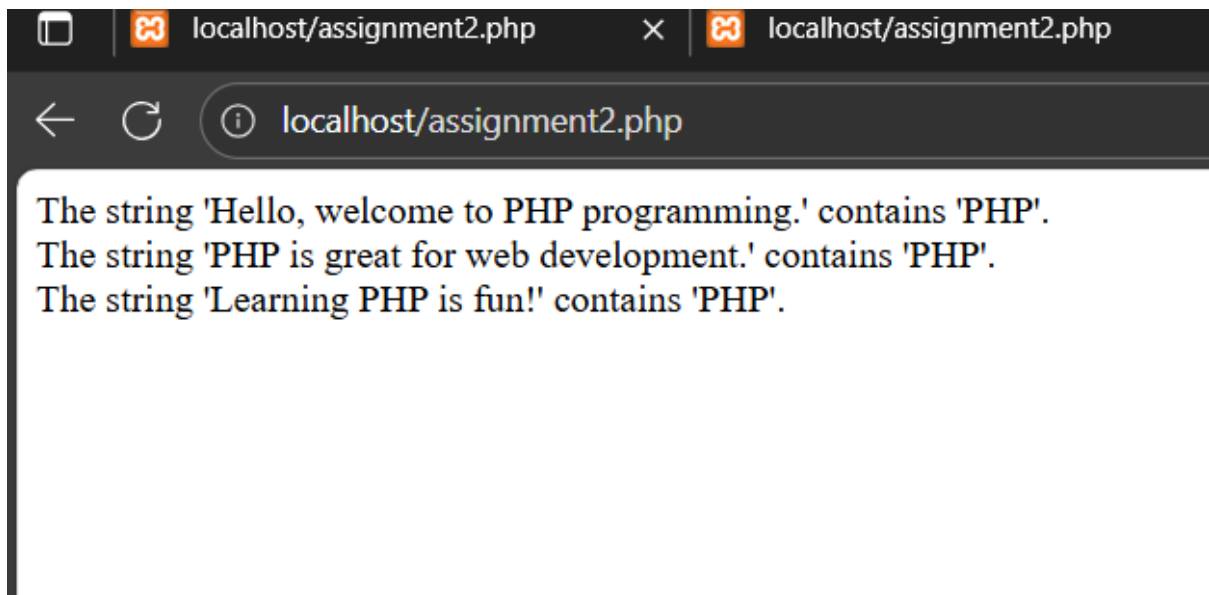 localhost/assignment2.php localhost/assignment2.php
localhost/assignment2.php
The string 'Hello, welcome to PHP programming.' contains 'PHP'.
The string 'PHP is great for web development.' contains 'PHP'.
The string 'Learning PHP is fun!' contains 'PHP'.